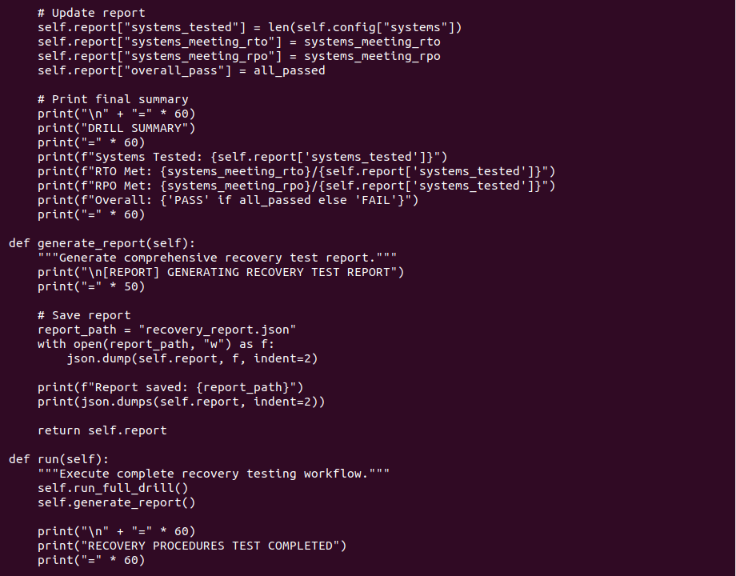 # Update report
    self.report["systems_tested"] = len(self.config["systems"])
    self.report["systems_meeting_rto"] = systems_meeting_rto
    self.report["systems_meeting_rpo"] = systems_meeting_rpo
    self.report["overall_pass"] = all_passed

    # Print final summary
    print("\n" + "=" * 60)
    print("DRILL SUMMARY")
    print("=" * 60)
    print(f"Systems Tested: {self.report['systems_tested']}")
    print(f"RTO Met: {systems_meeting_rto}/{self.report['systems_tested']}")
    print(f"RPO Met: {systems_meeting_rpo}/{self.report['systems_tested']}")
    print(f"Overall: {'PASS' if all_passed else 'FAIL'}")
    print("=" * 60)

def generate_report(self):
    """Generate comprehensive recovery test report."""
    print("\n[REPORT] GENERATING RECOVERY TEST REPORT")
    print("=" * 50)

    # Save report
    report_path = "recovery_report.json"
    with open(report_path, "w") as f:
        json.dump(self.report, f, indent=2)

    print(f"Report saved: {report_path}")
    print(json.dumps(self.report, indent=2))

    return self.report

def run(self):
    """Execute complete recovery testing workflow."""
    self.run_full_drill()
    self.generate_report()

    print("\n" + "=" * 60)
    print("RECOVERY PROCEDURES TEST COMPLETED")
    print("=" * 60)